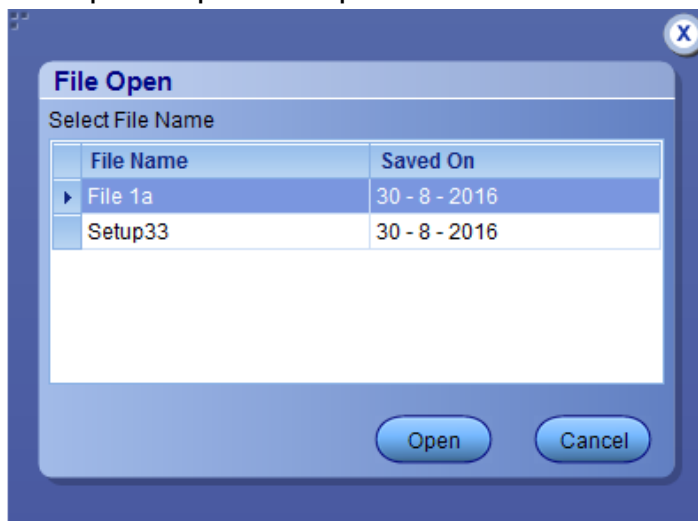 X
File Open
Select File Name
File Name Saved On
File 1a 30 - 8 - 2016
Setup33 30 - 8 - 2016
Open Cancel